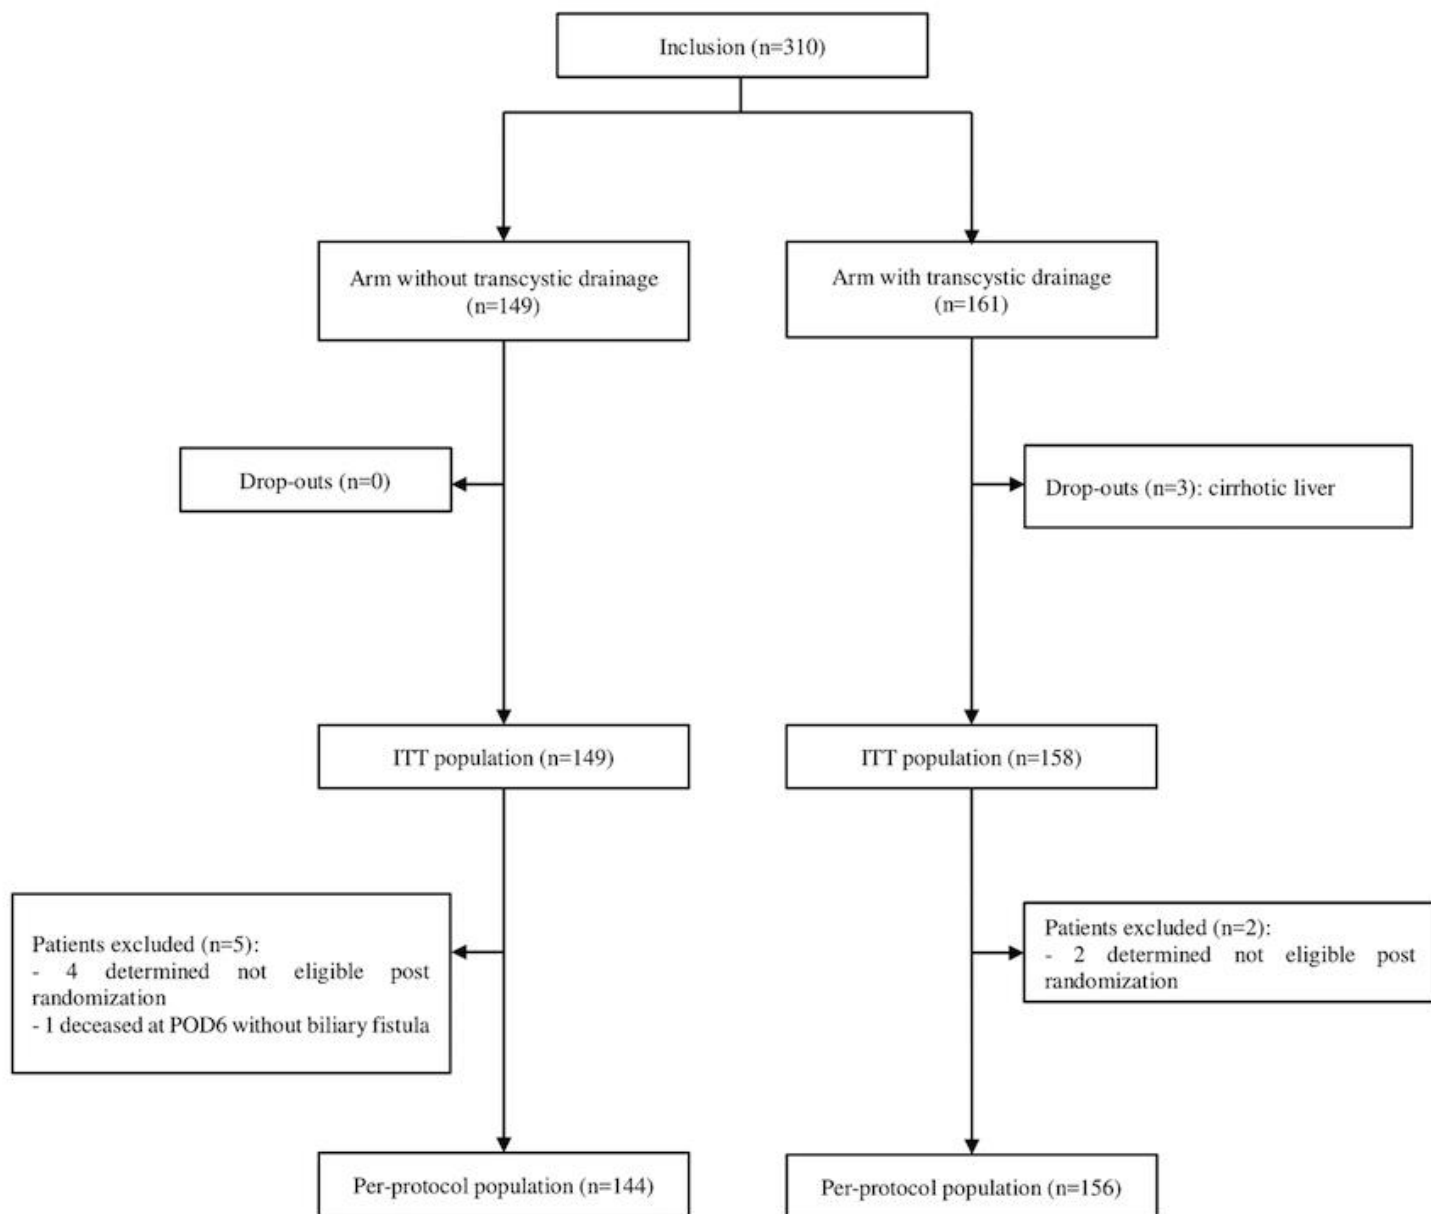 Inclusion (n=310)
Arm without transcystic drainage
(n=149)
Arm with transcystic drainage
(n=161)
Drop-outs (n=0)
Drop-outs (n=3): cirrhotic liver
ITT population (n=149)
ITT population (n=158)
Patients excluded (n=5):
- 4 determined not eligible post
randomization
- 1 deceased at POD6 without biliary fistula
Patients excluded (n=2):
- 2 determined not eligible post
randomization
Per-protocol population (n=144)
Per-protocol population (n=156)